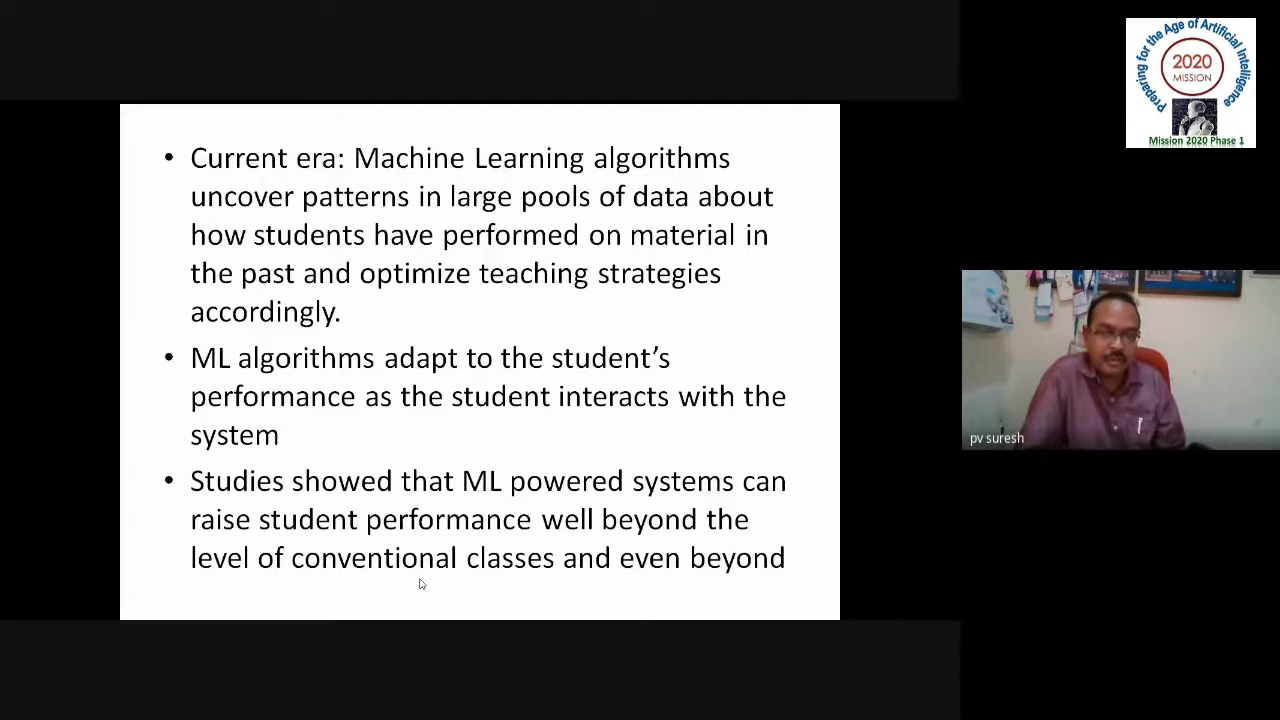 • Current era: Machine Learning algorithms
uncover patterns in large pools of data about
how students have performed on material in
the past and optimize teaching strategies
accordingly.
• ML algorithms adapt to the student’s
performance as the student interacts with the
system
• Studies showed that ML powered systems can
raise student performance well beyond the
level of conventional classes and even beyond
Preparing for the Age of Artificial Intelligence
2020
MISSION
Mission 2020 Phase 1
pv suresh